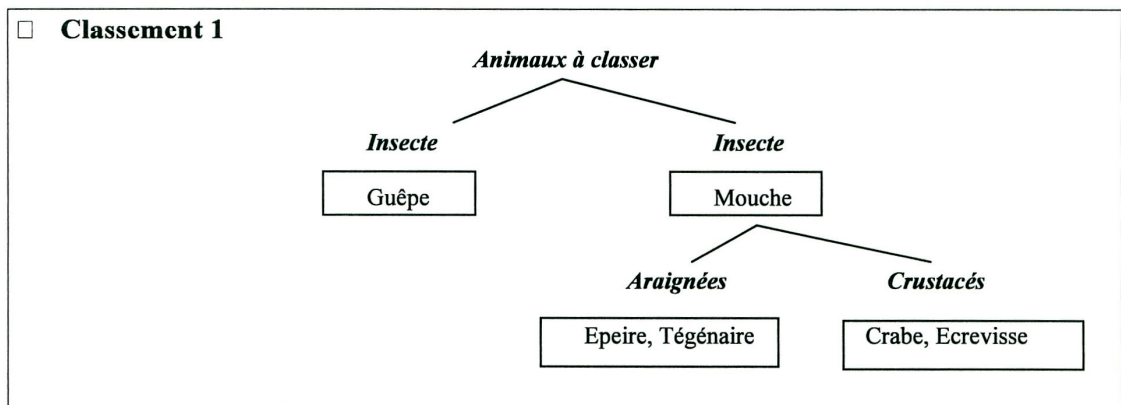 □ Classement 1
Animaux à classer
Insecte Insecte
Guêpe Mouche
Araignées Crustacés
Epeire, Tégénaire Crabe, Ecrevisse